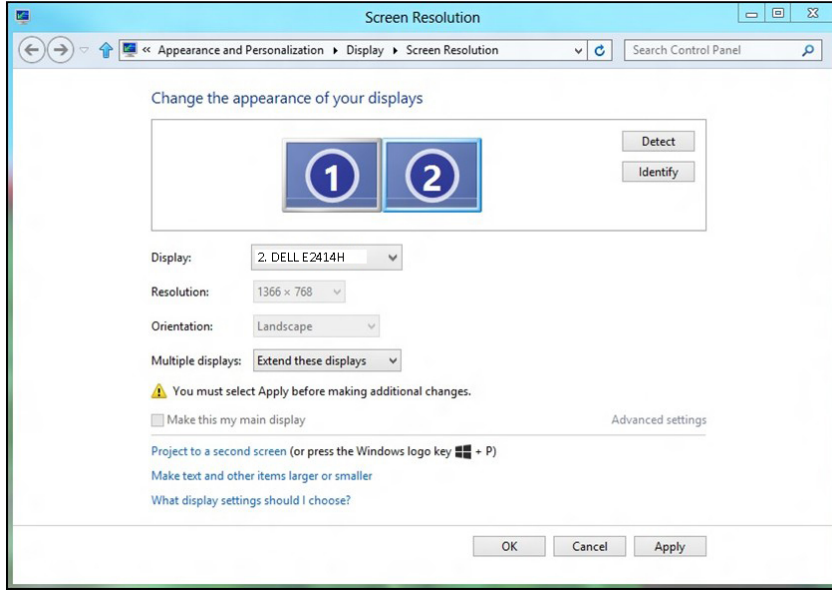 Screen Resolution
« Appearance and Personalization Display Screen Resolution Search Control Panel
Change the appearance of your displays
1 2
Detect
Identify
Display: 2. DELL E2414H
Resolution: 1366 × 768
Orientation: Landscape
Multiple displays: Extend these displays
You must select Apply before making additional changes.
Make this my main display Advanced settings
Project to a second screen (or press the Windows logo key + P)
Make text and other items larger or smaller
What display settings should I choose?
OK Cancel Apply